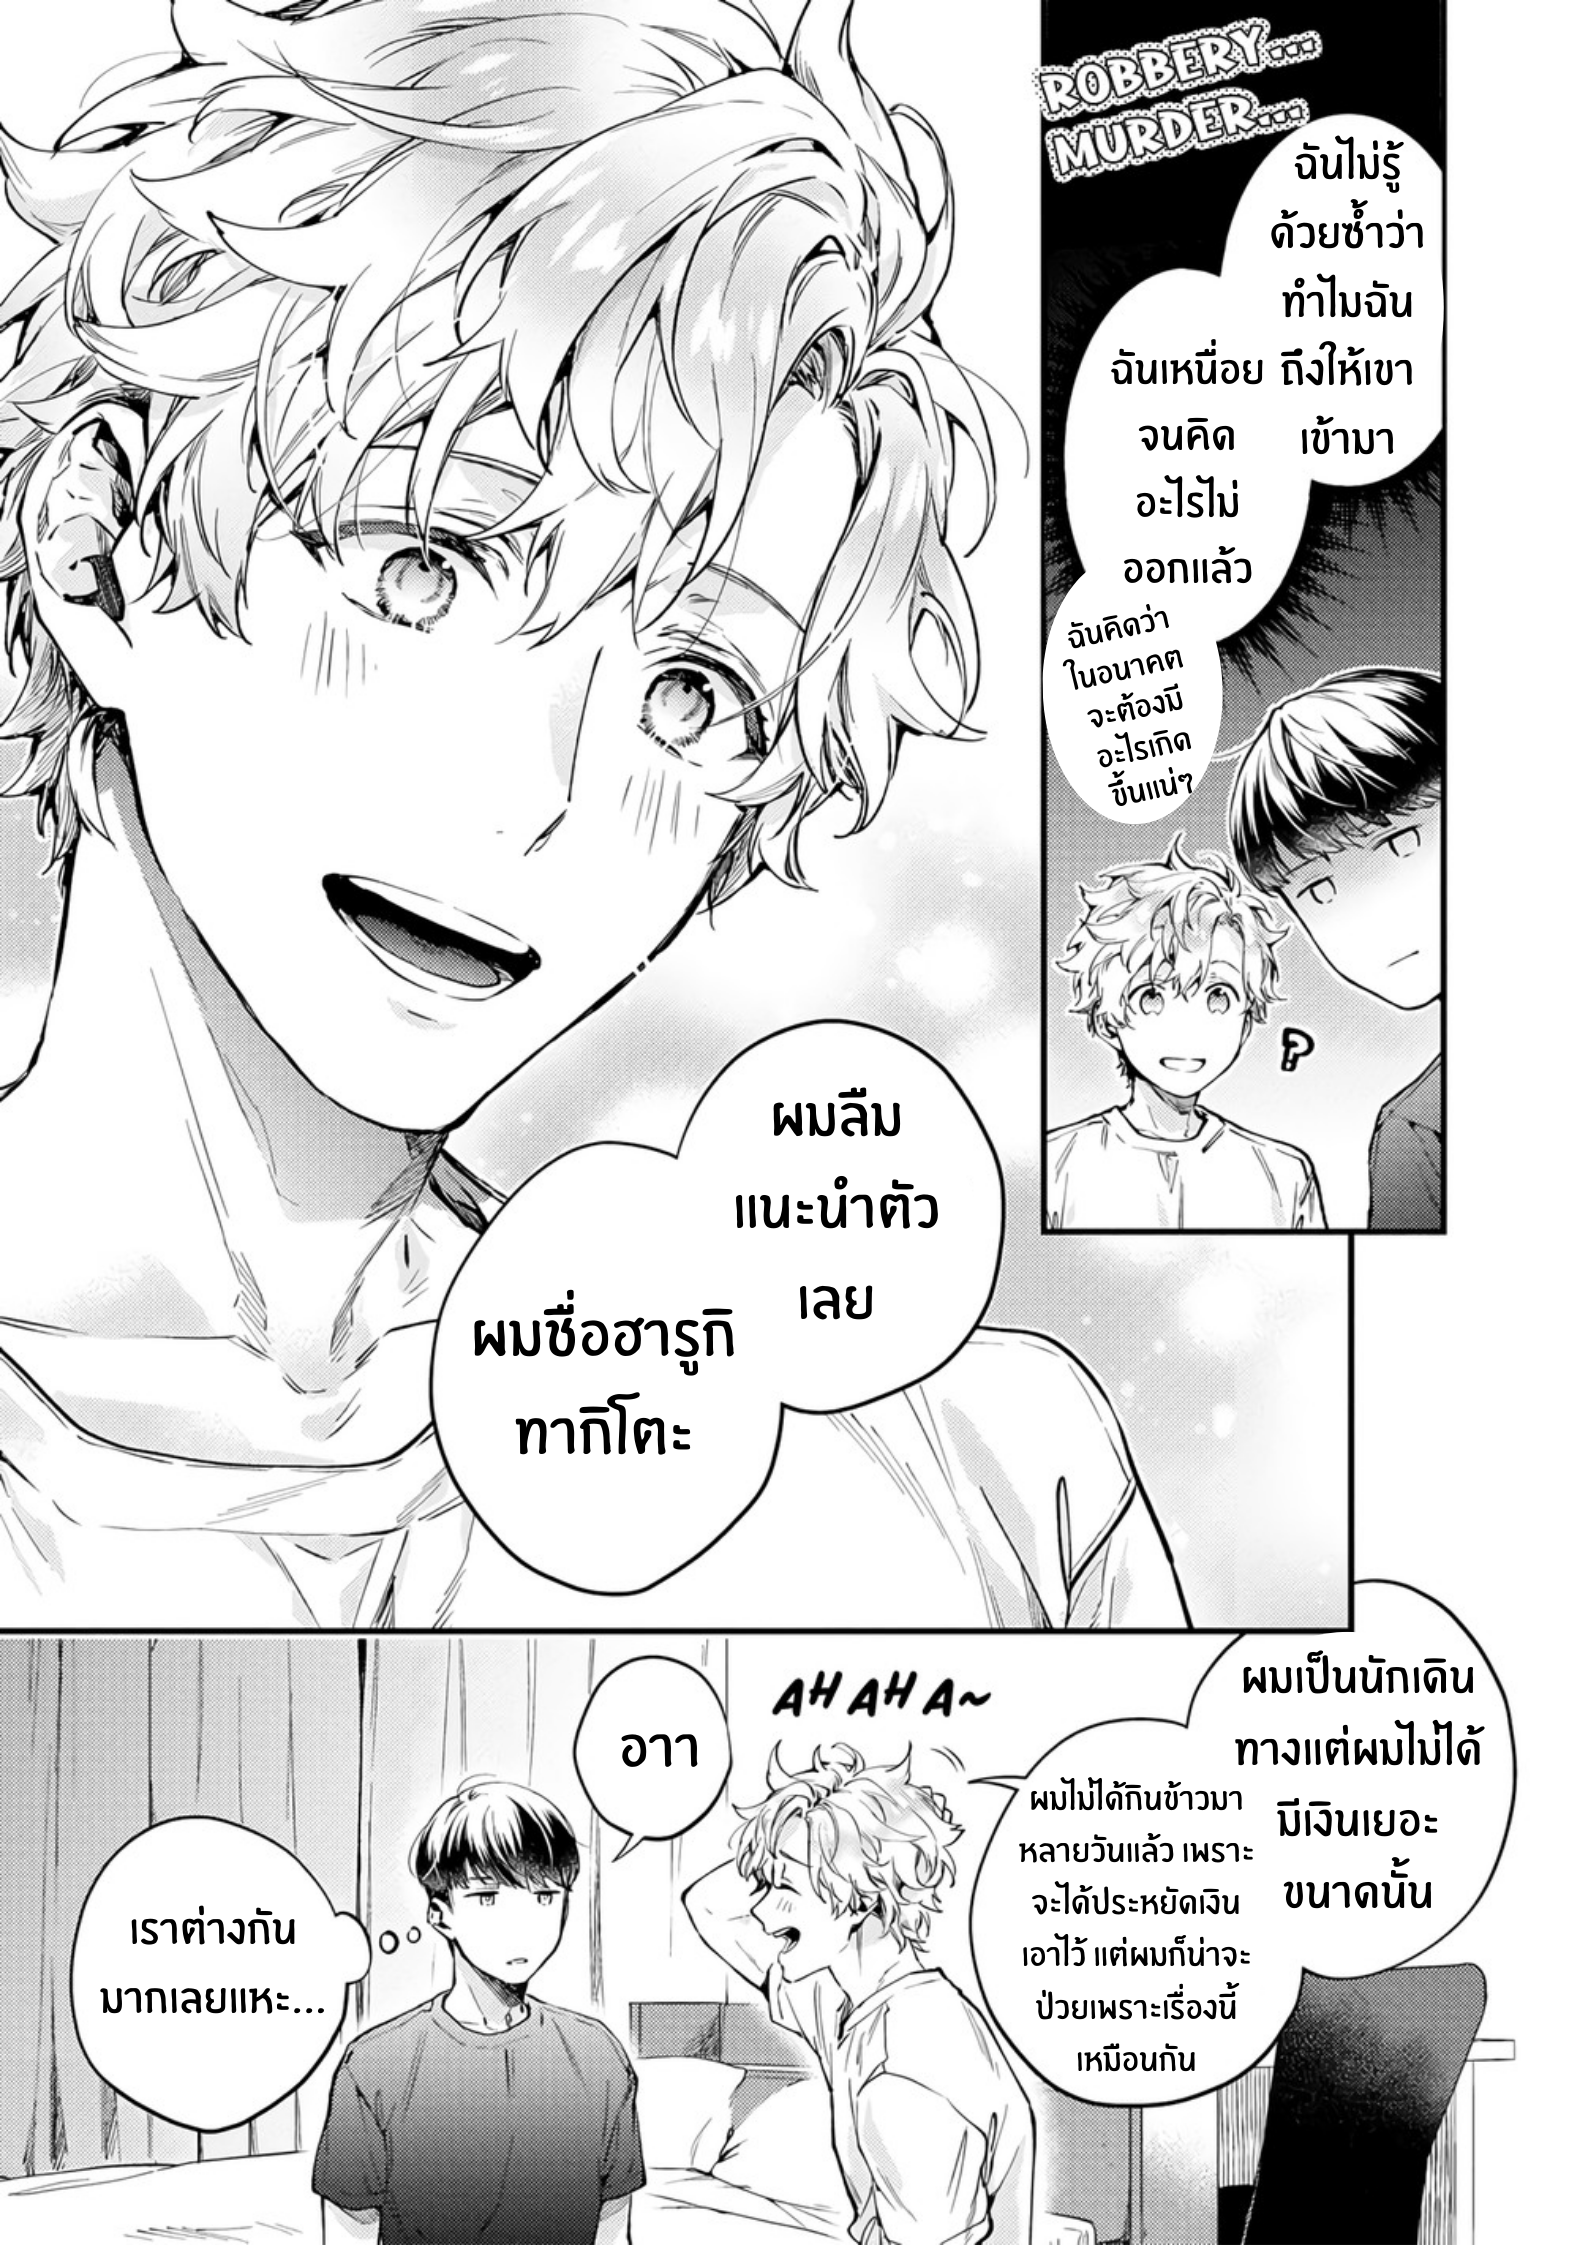 ROBBERY...
MURDER...
ฉันไม่รู้
ด้วยซ้ำว่า
ทำไมฉัน
ถึงให้เขา
เข้ามา
ฉันเหนื่อย
จนคิด
อะไรไม่
ออกแล้ว
ฉันคิดว่า
ในอนาคต
จะต้องมี
อะไรเกิด
ขึ้นแน่ๆ
?
ผมลืม
แนะนำตัว
เลย
ผมชื่อฮารูกิ
ทากิโตะ
ผมเป็นนักเดิน
ทางแต่ผมไม่ได้
มีเงินเยอะ
ขนาดนั้น
ผมไม่ได้กินข้าวมา
หลายวันแล้ว เพราะ
จะได้ประหยัดเงิน
เอาไว้ แต่ผมก็น่าจะ
ป่วยเพราะเรื่องนี้
เหมือนกัน
AH AH A~
อาา
เราต่างกัน
มากเลยแหะ...